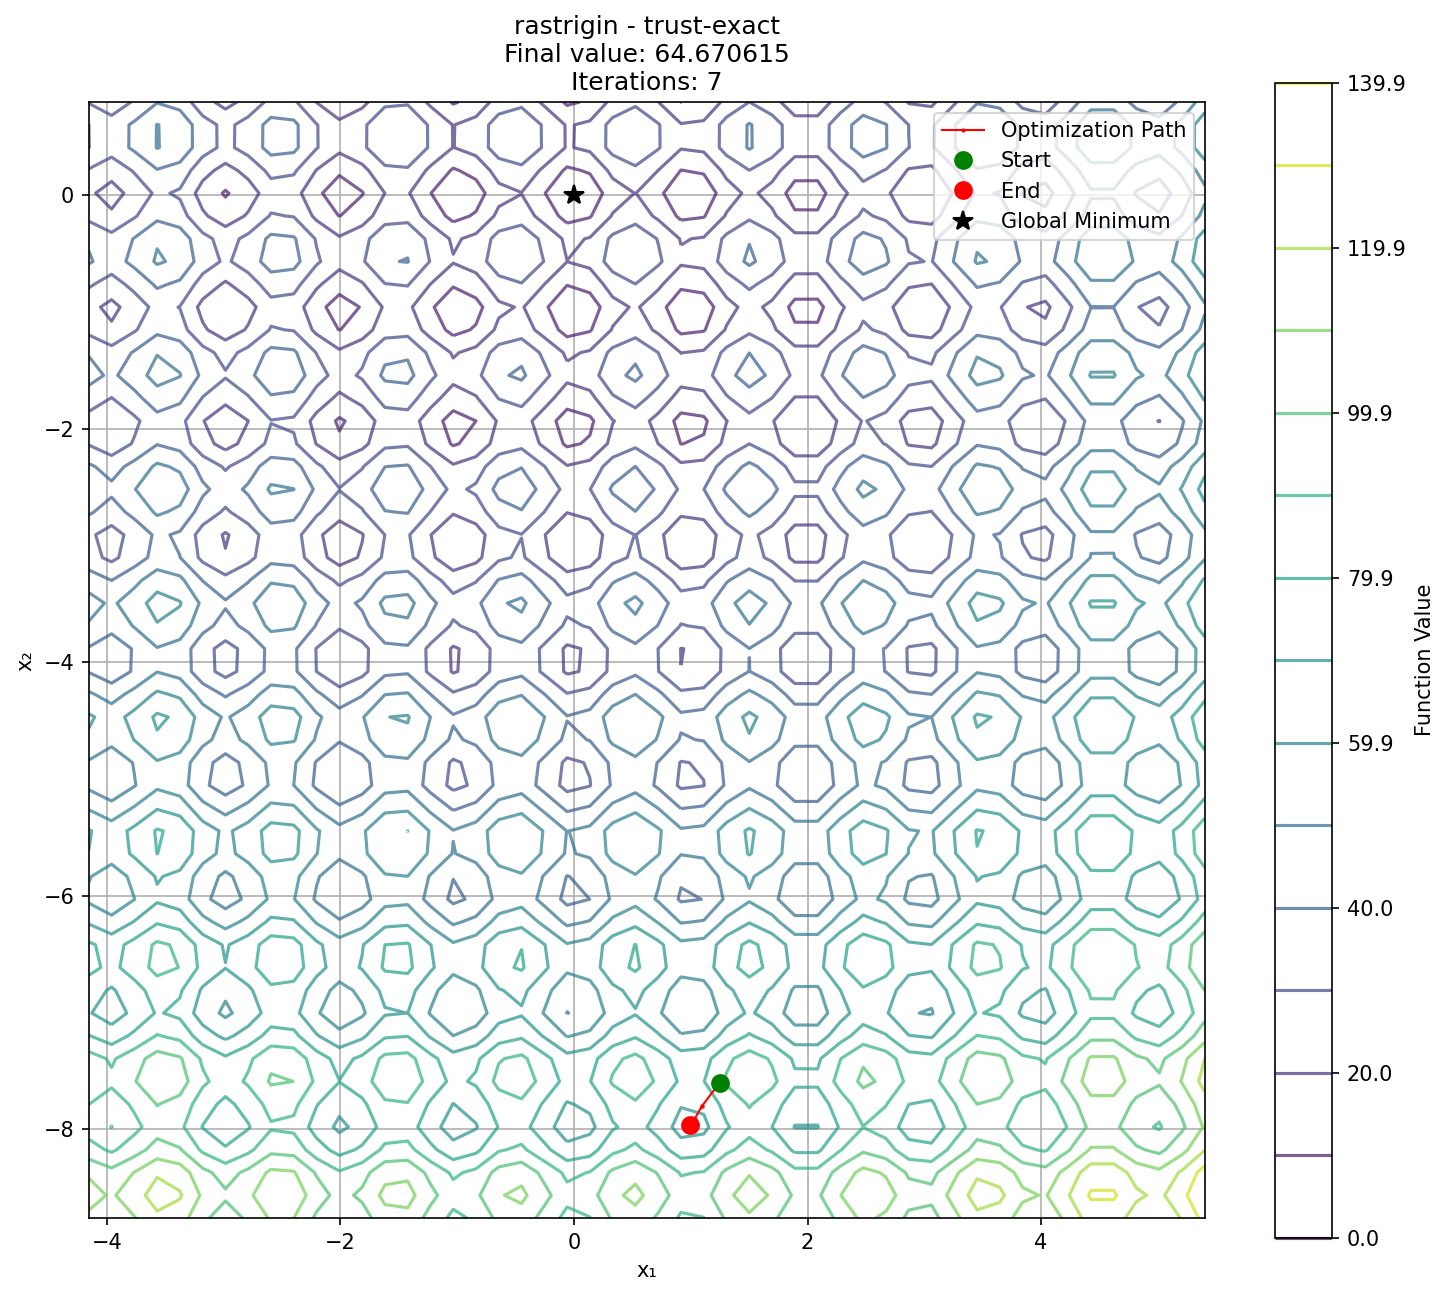 rastrigin - trust-exact
Final value: 64.670615
Iterations: 7
Optimization Path
Start
End
Global Minimum
0
−2
−4
−6
−8
x₂
−4
−2
0
2
4
x₁
139.9
119.9
99.9
79.9
59.9
40.0
20.0
0.0
Function Value